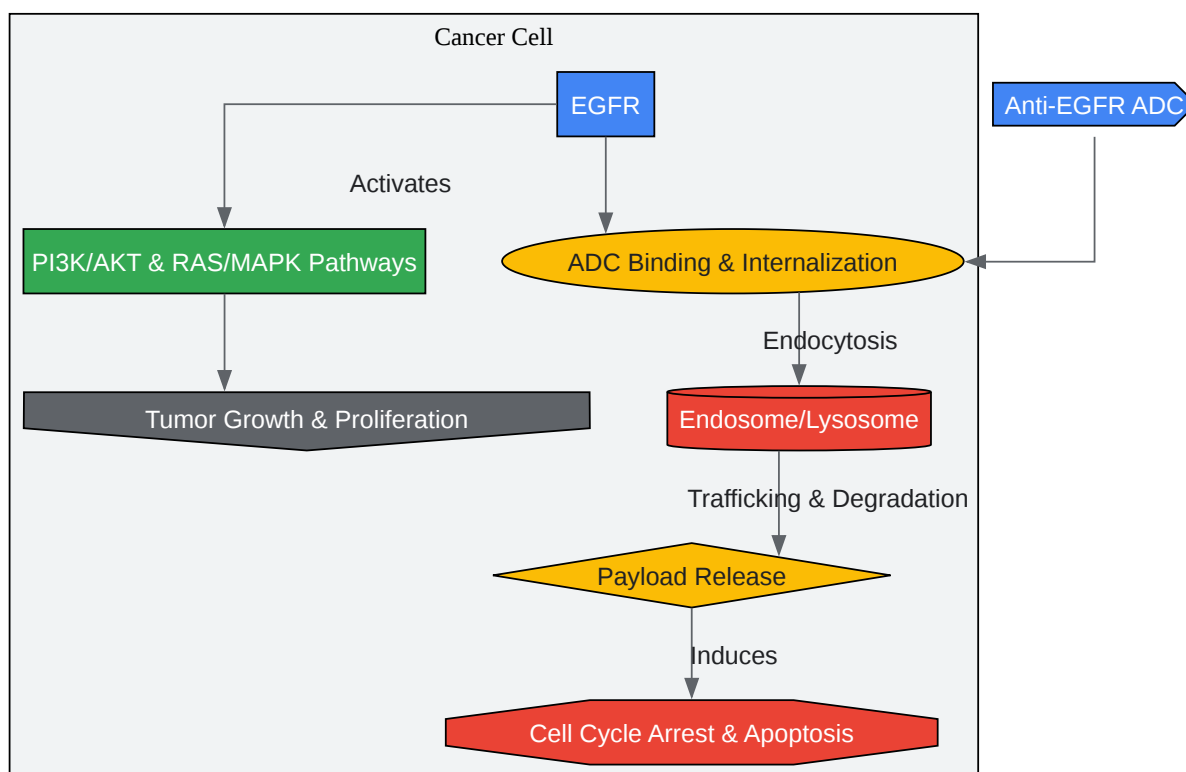 Cancer Cell
EGFR
Anti-EGFR ADC
Activates
PI3K/AKT & RAS/MAPK Pathways
ADC Binding & Internalization
Endocytosis
Tumor Growth & Proliferation
Endosome/Lysosome
Trafficking & Degradation
Payload Release
Induces
Cell Cycle Arrest & Apoptosis